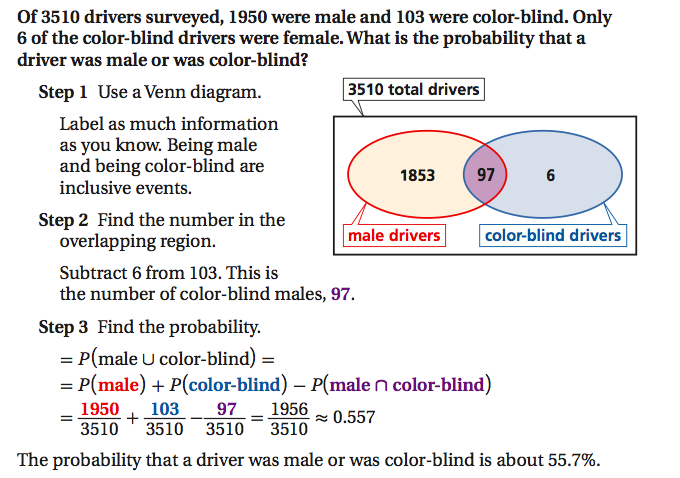 Of 3510 drivers surveyed, 1950 were male and 103 were color-blind. Only
6 of the color-blind drivers were female. What is the probability that a
driver was male or was color-blind?
Step 1 Use a Venn diagram.
Label as much information
as you know. Being male
and being color-blind are
inclusive events.
3510 total drivers
1853 97 6
male drivers color-blind drivers
Step 2 Find the number in the
overlapping region.
Subtract 6 from 103. This is
the number of color-blind males, 97.
Step 3 Find the probability.
= P(male ∪ color-blind) =
= P(male) + P(color-blind) − P(male ∩ color-blind)
= 1950/3510 + 103/3510 − 97/3510 = 1956/3510 ≈ 0.557
The probability that a driver was male or was color-blind is about 55.7%.